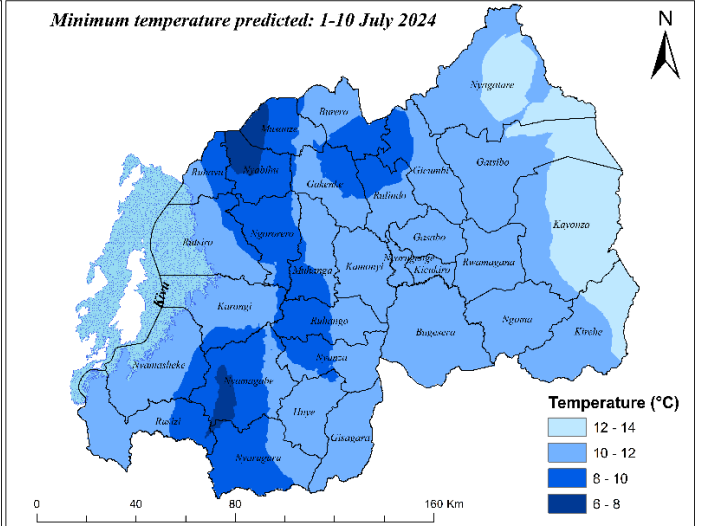 Minimum temperature predicted: 1-10 July 2024
N
Nyagatare
Burera
Musanze
Gatsibo
Rubavu
Nyabihu
Gakenke
Gicumbi
Rulindo
Kayonza
Rutsiro
Ngororero
Gasabo
Nyarugenge
Rwamagana
Muhanga
Kamonyi
Kicukiro
Kivu
Karongi
Ruhango
Bugesera
Ngoma
Kirehe
Nyamasheke
Nyanza
Nyamagabe
Huye
Rusizi
Gisagara
Nyaruguru
Temperature (°C)
12 - 14
10 - 12
8 - 10
6 - 8
0 40 80 160 Km